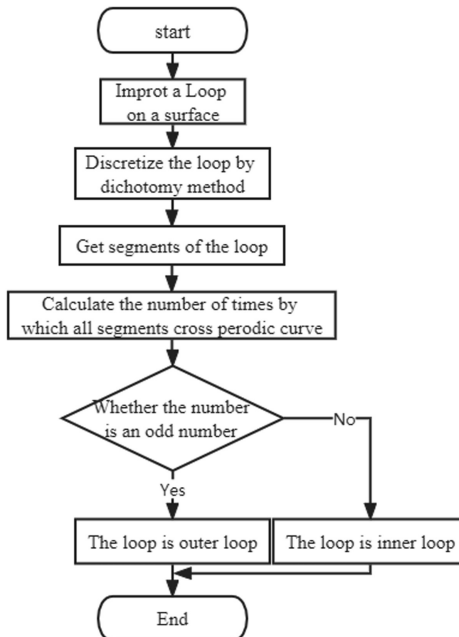 start
Improt a Loop
on a surface
Discretize the loop by
dichotomy method
Get segments of the loop
Calculate the number of times by
which all segments cross perodic curve
Whether the number
is an odd number
No
Yes
The loop is outer loop
The loop is inner loop
End